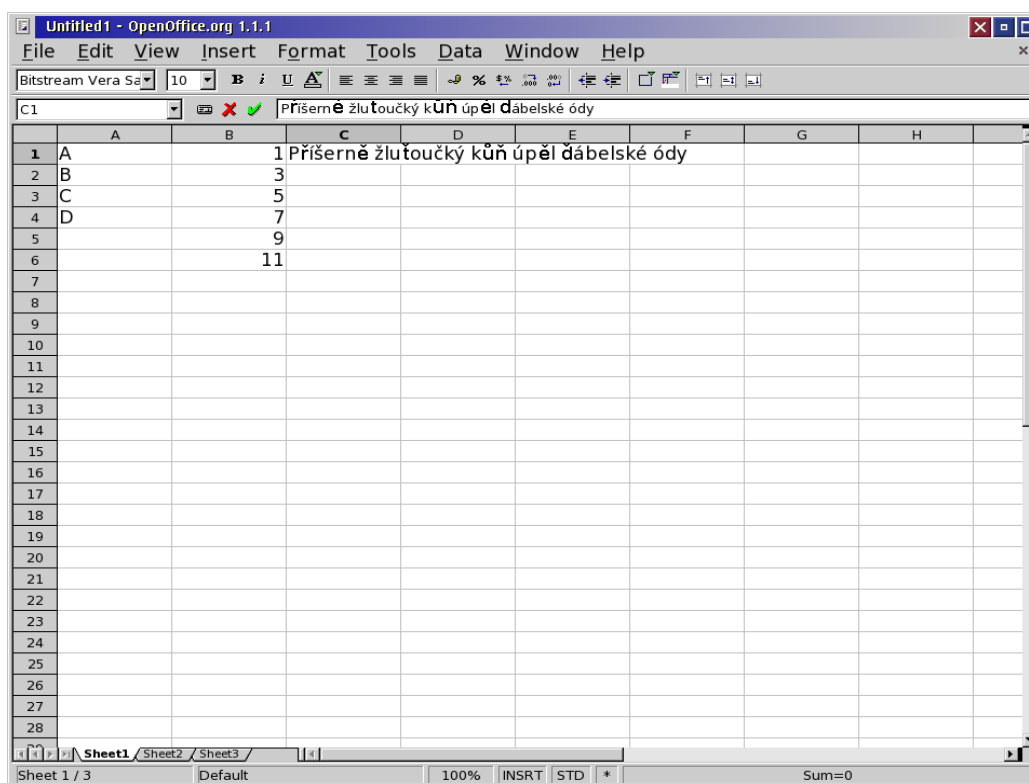 Untitled1 - OpenOffice.org 1.1.1
File Edit View Insert Format Tools Data Window Help
Bitstream Vera Sa 10 B i U A
C1 Příšerně žluťoučký kůň úpěl ďábelské ódy
A B C D E F G H
1 A 1 Příšerně žluťoučký kůň úpěl ďábelské ódy
2 B 3
3 C 5
4 D 7
5 9
6 11
7
8
9
10
11
12
13
14
15
16
17
18
19
20
21
22
23
24
25
26
27
28
Sheet1 Sheet2 Sheet3
Sheet 1 / 3 Default 100% INSRT STD * Sum=0